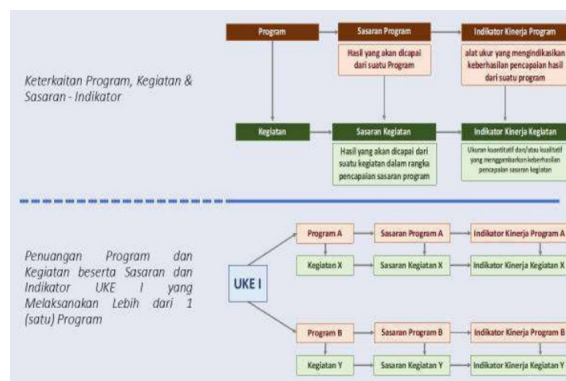 Program
Sasaran Program
Indikator Kinerja Program
Hasil yang akan dicapai
dari suatu Program
alat ukur yang mengindikasikan
keberhasilan pencapaian hasil
dari suatu program
Keterkaitan Program, Kegiatan &
Sasaran - Indikator
Kegiatan
Sasaran Kegiatan
Indikator Kinerja Kegiatan
Hasil yang akan dicapai dari
suatu kegiatan dalam rangka
pencapaian sasaran program
Ukuran kuantitatif dan/atau kualitatif
yang menggambarkan keberhasilan
pencapaian sasaran kegiatan
Penuangan Program dan
Kegiatan beserta Sasaran dan
Indikator UKE I yang
Melaksanakan Lebih dari 1
(satu) Program
UKE I
Program A
Sasaran Program A
Indikator Kinerja Program A
Kegiatan X
Sasaran Kegiatan X
Indikator Kinerja Kegiatan X
Program B
Sasaran Program B
Indikator Kinerja Program B
Kegiatan Y
Sasaran Kegiatan Y
Indikator Kinerja Kegiatan Y